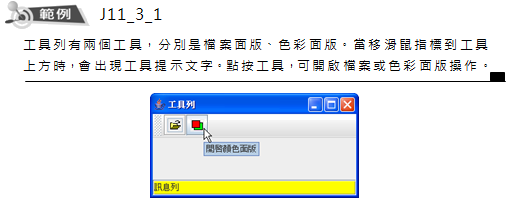 範例 J11_3_1
工具列有兩個工具，分別是檔案面版、色彩面版。當移滑鼠指標到工具
上方時，會出現工具提示文字。點按工具，可開啟檔案或色彩面版操作。
工具列
開啓顏色面版
訊息列